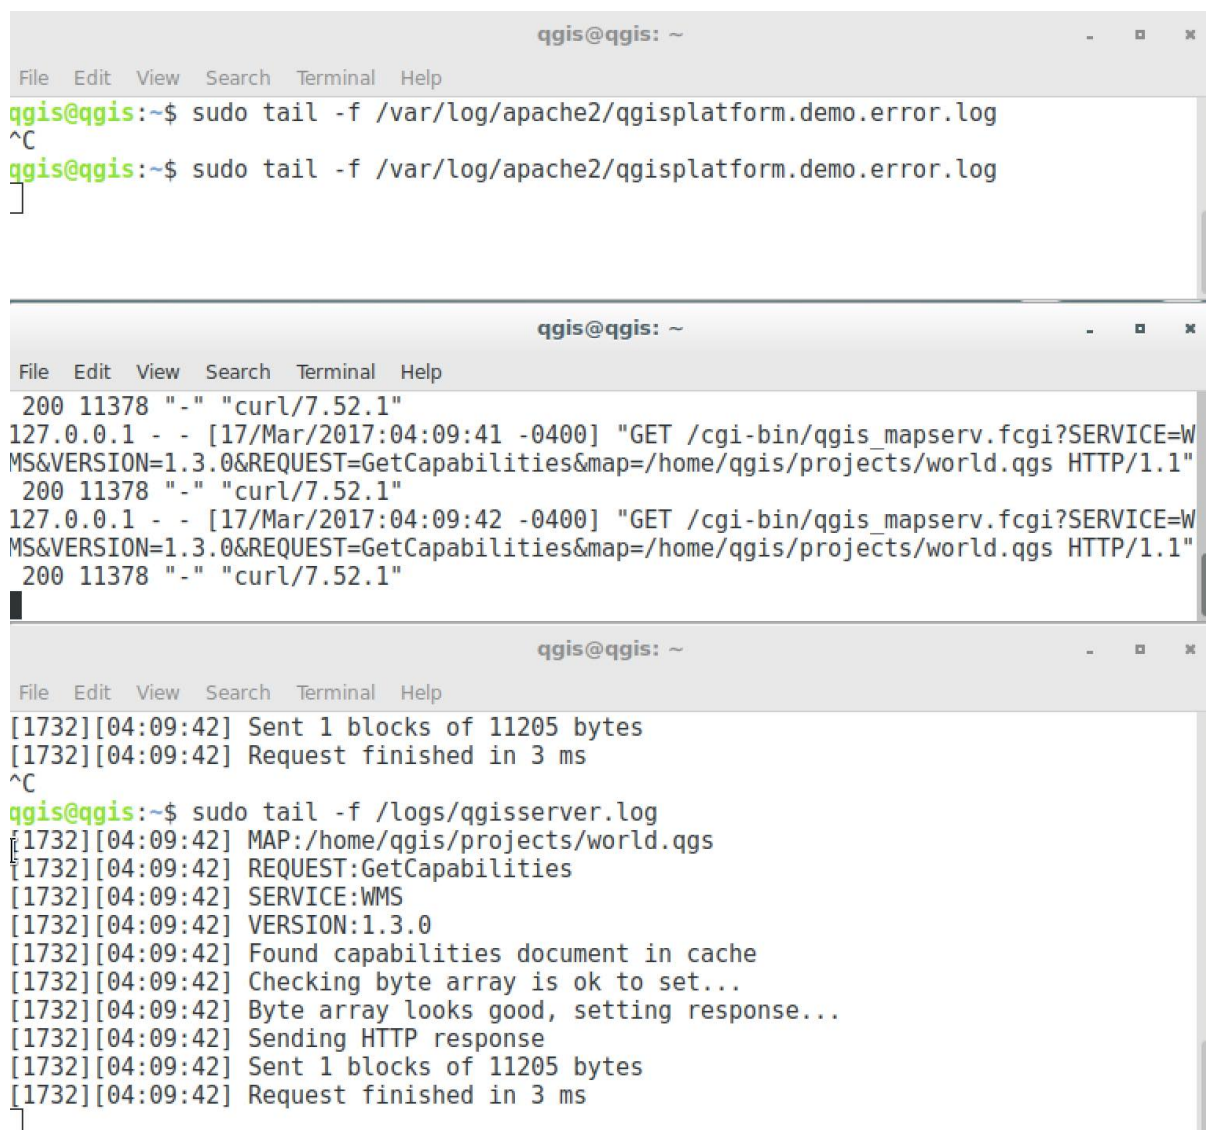 qgis@qgis: ~
File Edit View Search Terminal Help
qgis@qgis:~$ sudo tail -f /var/log/apache2/qgisplatform.demo.error.log
^C
qgis@qgis:~$ sudo tail -f /var/log/apache2/qgisplatform.demo.error.log
qgis@qgis: ~
File Edit View Search Terminal Help
200 11378 "-" "curl/7.52.1"
127.0.0.1 - - [17/Mar/2017:04:09:41 -0400] "GET /cgi-bin/qgis_mapserv.fcgi?SERVICE=W
MS&VERSION=1.3.0&REQUEST=GetCapabilities&map=/home/qgis/projects/world.qgs HTTP/1.1"
200 11378 "-" "curl/7.52.1"
127.0.0.1 - - [17/Mar/2017:04:09:42 -0400] "GET /cgi-bin/qgis_mapserv.fcgi?SERVICE=W
MS&VERSION=1.3.0&REQUEST=GetCapabilities&map=/home/qgis/projects/world.qgs HTTP/1.1"
200 11378 "-" "curl/7.52.1"
qgis@qgis: ~
File Edit View Search Terminal Help
[1732][04:09:42] Sent 1 blocks of 11205 bytes
[1732][04:09:42] Request finished in 3 ms
^C
qgis@qgis:~$ sudo tail -f /logs/qgisserver.log
[1732][04:09:42] MAP:/home/qgis/projects/world.qgs
[1732][04:09:42] REQUEST:GetCapabilities
[1732][04:09:42] SERVICE:WMS
[1732][04:09:42] VERSION:1.3.0
[1732][04:09:42] Found capabilities document in cache
[1732][04:09:42] Checking byte array is ok to set...
[1732][04:09:42] Byte array looks good, setting response...
[1732][04:09:42] Sending HTTP response
[1732][04:09:42] Sent 1 blocks of 11205 bytes
[1732][04:09:42] Request finished in 3 ms